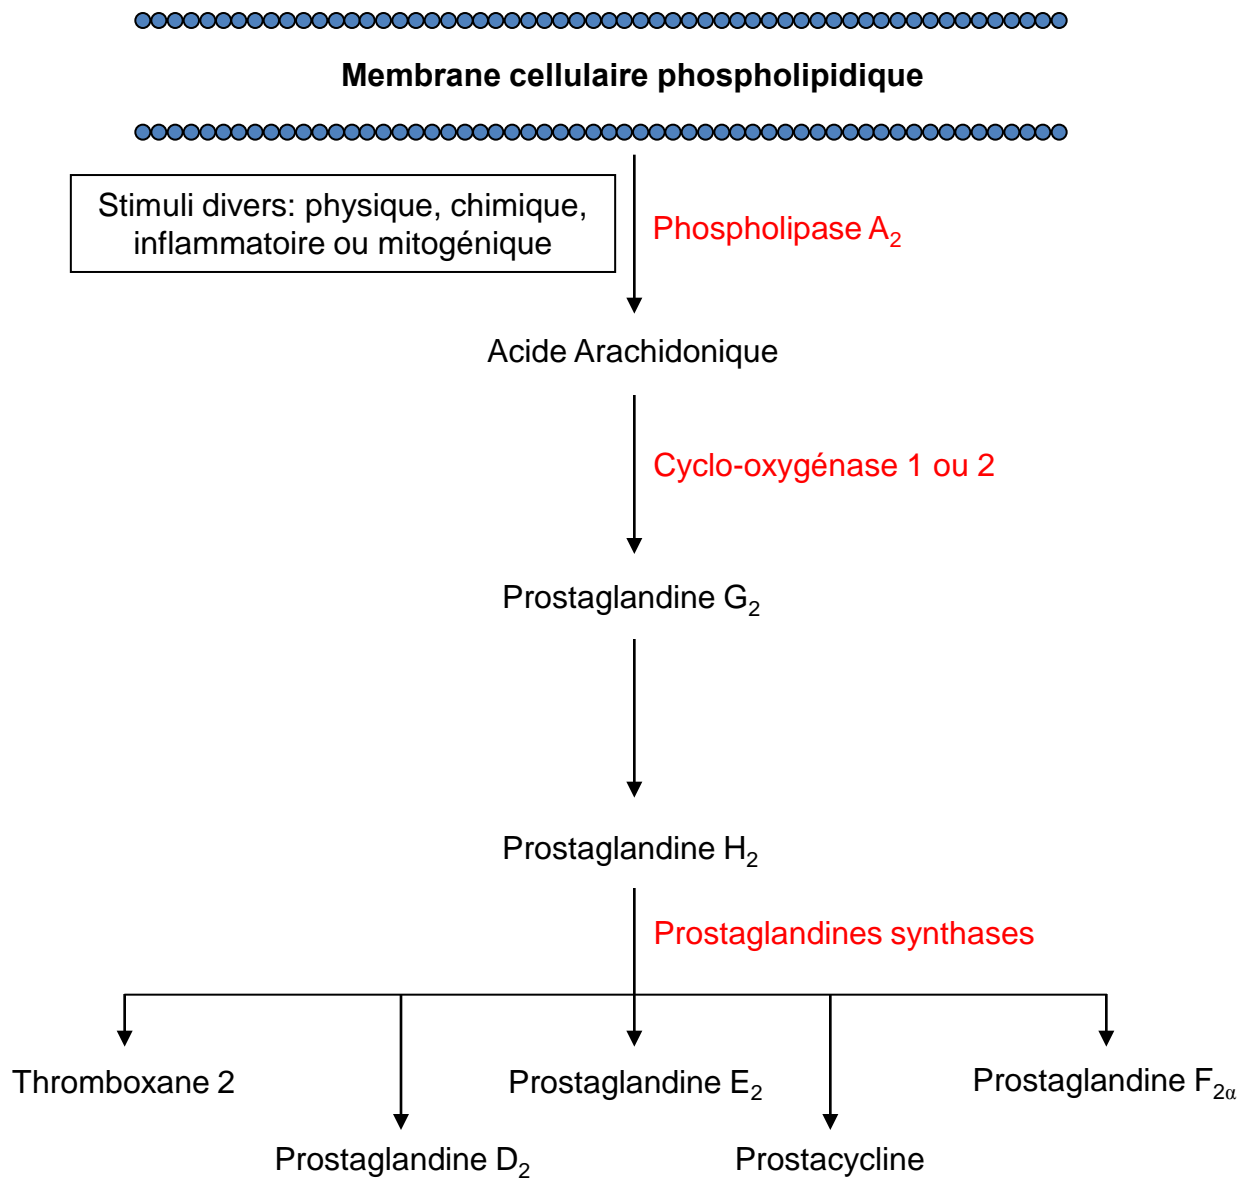 Membrane cellulaire phospholipidique
Stimuli divers: physique, chimique,
inflammatoire ou mitogénique
Phospholipase A₂
Acide Arachidonique
Cyclo-oxygénase 1 ou 2
Prostaglandine G₂
Prostaglandine H₂
Prostaglandines synthases
Thromboxane 2
Prostaglandine E₂
Prostaglandine F₂α
Prostaglandine D₂
Prostacycline